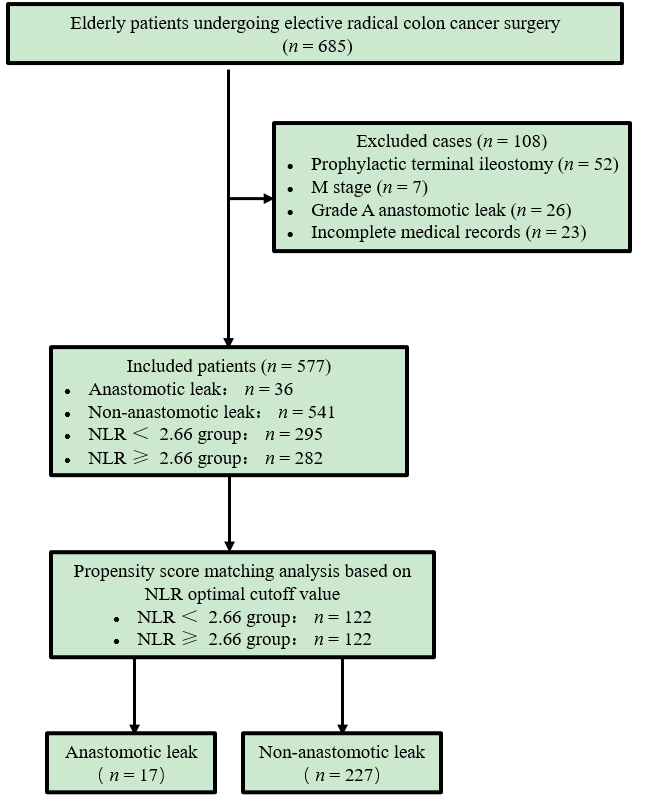 Elderly patients undergoing elective radical colon cancer surgery
(n = 685)
Excluded cases (n = 108)
• Prophylactic terminal ileostomy (n = 52)
• M stage (n = 7)
• Grade A anastomotic leak (n = 26)
• Incomplete medical records (n = 23)
Included patients (n = 577)
• Anastomotic leak： n = 36
• Non-anastomotic leak： n = 541
• NLR ＜ 2.66 group： n = 295
• NLR ≥ 2.66 group： n = 282
Propensity score matching analysis based on
NLR optimal cutoff value
• NLR ＜ 2.66 group： n = 122
• NLR ≥ 2.66 group： n = 122
Anastomotic leak
（n = 17）
Non-anastomotic leak
（n = 227）